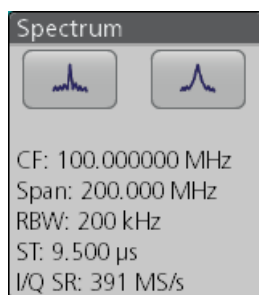 Spectrum
CF: 100.000000 MHz
Span: 200.000 MHz
RBW: 200 kHz
ST: 9.500 µs
I/Q SR: 391 MS/s